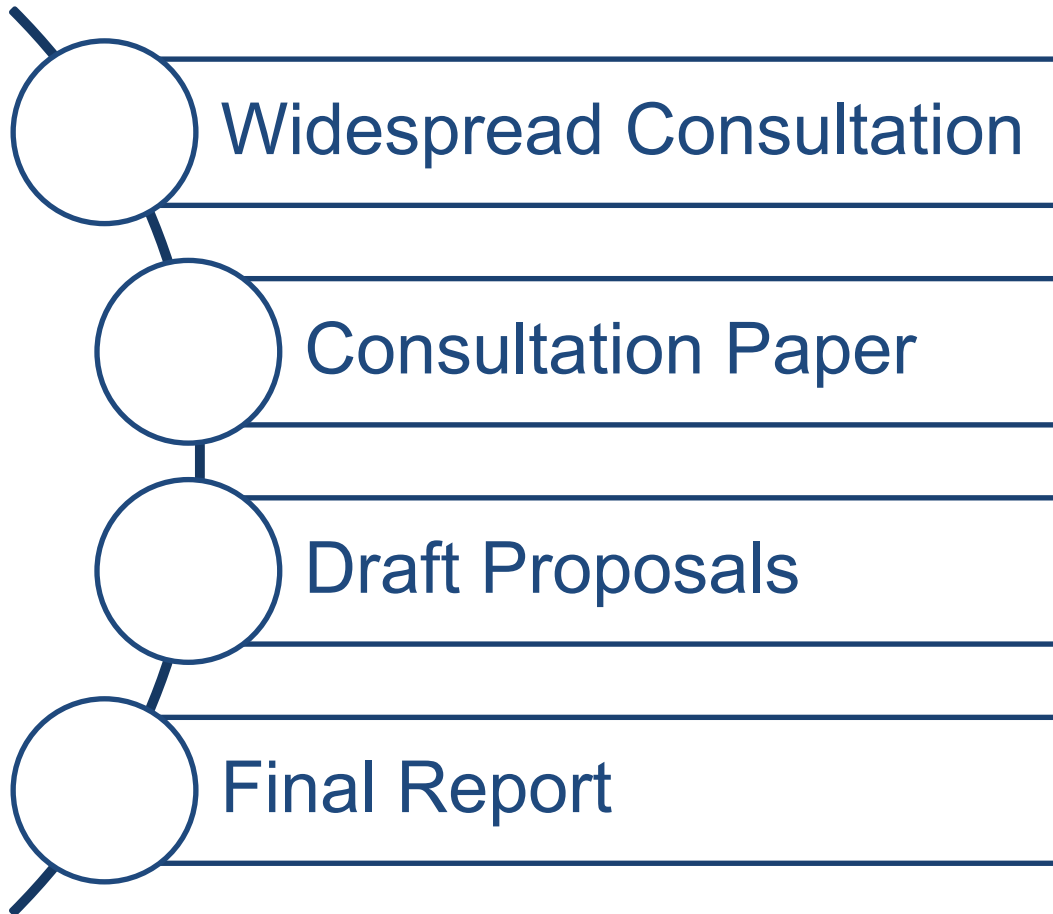 Widespread Consultation
Consultation Paper
Draft Proposals
Final Report